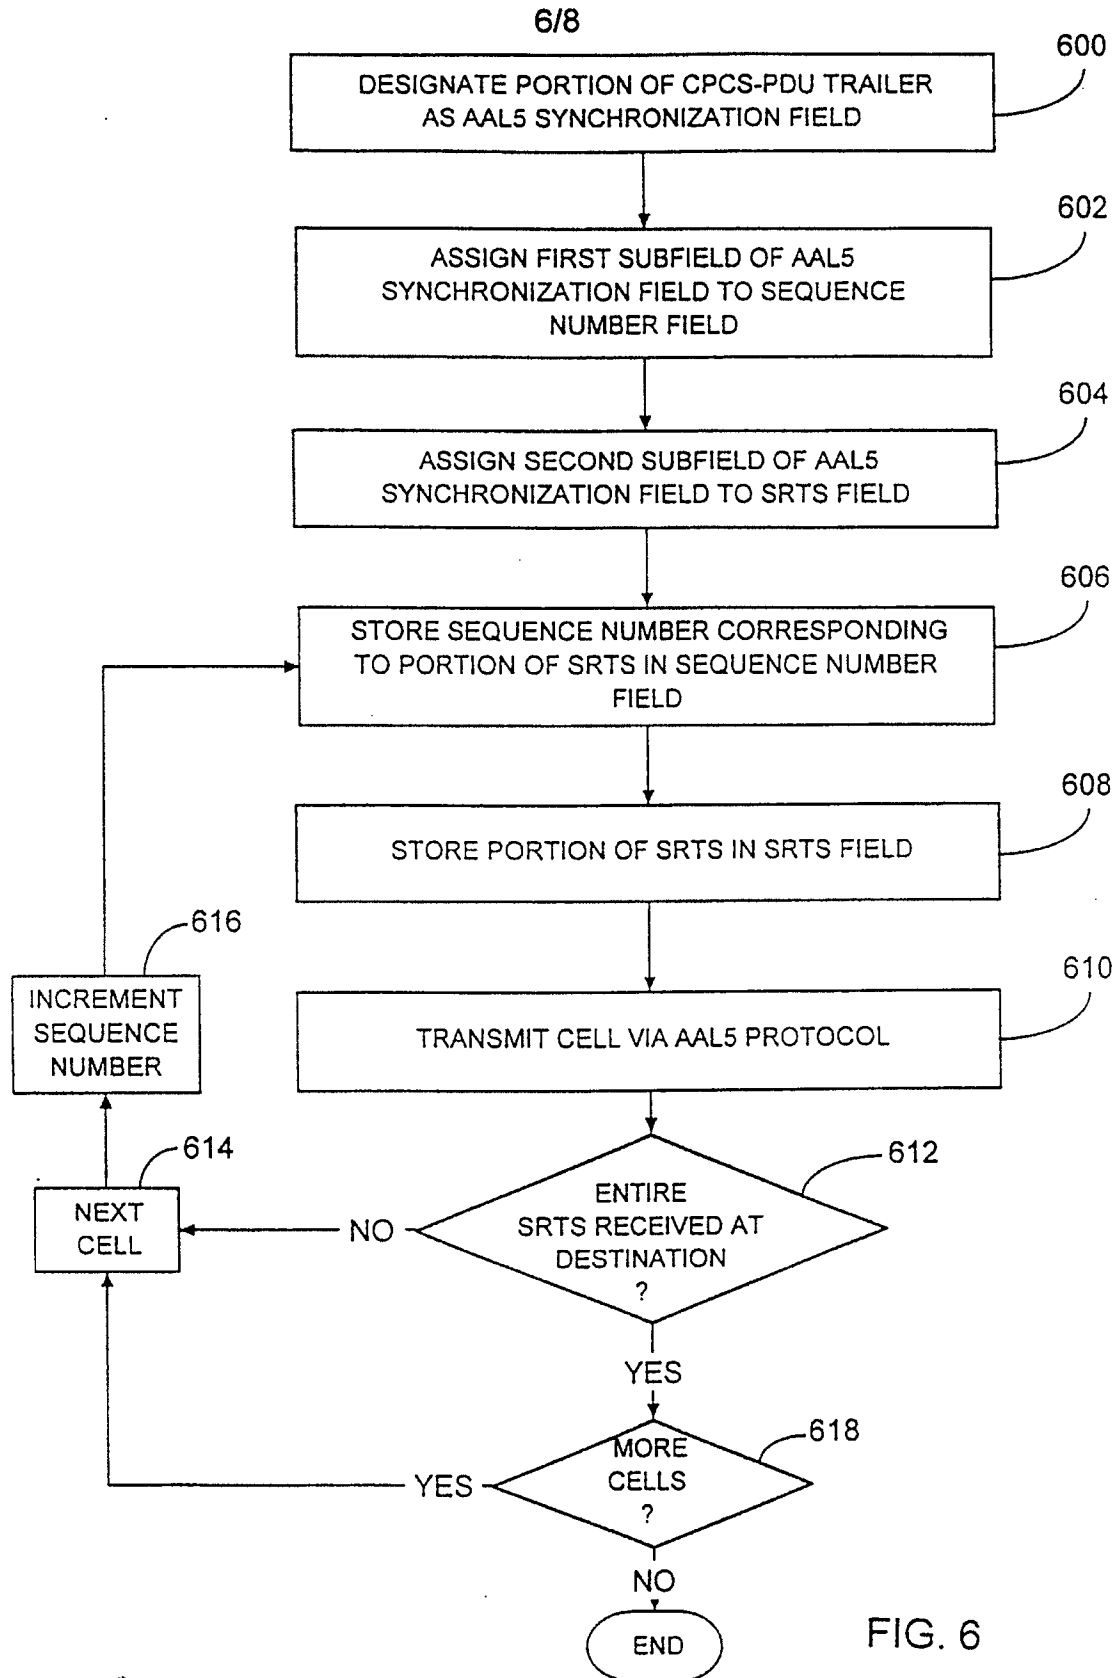 6/8
600
DESIGNATE PORTION OF CPCS-PDU TRAILER
AS AAL5 SYNCHRONIZATION FIELD
602
ASSIGN FIRST SUBFIELD OF AAL5
SYNCHRONIZATION FIELD TO SEQUENCE
NUMBER FIELD
604
ASSIGN SECOND SUBFIELD OF AAL5
SYNCHRONIZATION FIELD TO SRTS FIELD
606
STORE SEQUENCE NUMBER CORRESPONDING
TO PORTION OF SRTS IN SEQUENCE NUMBER
FIELD
608
STORE PORTION OF SRTS IN SRTS FIELD
616
INCREMENT
SEQUENCE
NUMBER
610
TRANSMIT CELL VIA AAL5 PROTOCOL
614
NEXT
CELL
612
ENTIRE
SRTS RECEIVED AT
DESTINATION
?
NO
YES
618
MORE
CELLS
?
YES
NO
END
FIG. 6